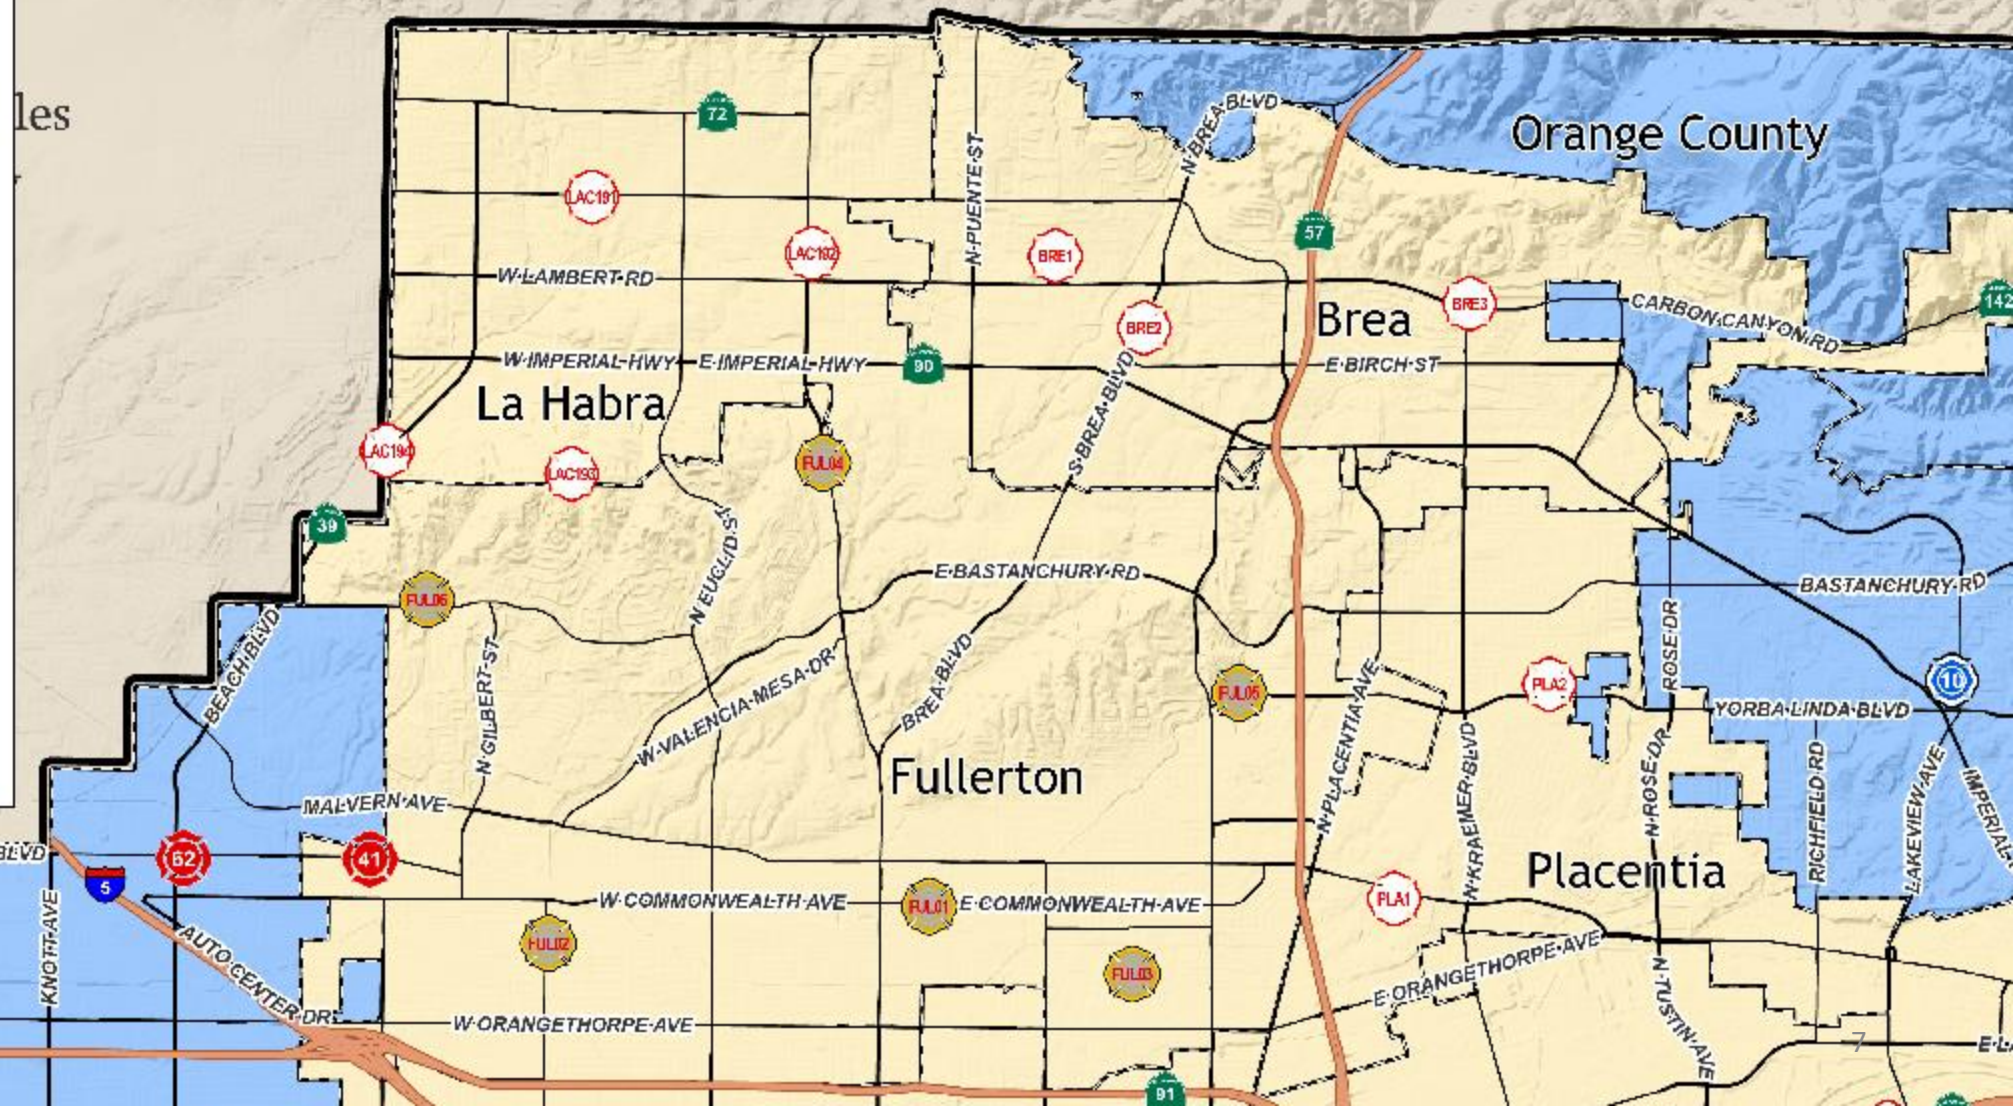 les
72
N BREA BLVD
Orange County
N PUENTE ST
LAC191
57
LAC192
BRE1
W LAMBERT RD
BRE3
142
BRE2
Brea
CARBON CANYON RD
W IMPERIAL HWY
E IMPERIAL HWY
90
E BIRCH ST
La Habra
S BREA BLVD
LAC194
LAC193
FUL04
39
N EUCLID ST
E BASTANCHURY RD
BASTANCHURY RD
FUL06
BEACH BLVD
N GILBERT ST
W VALENCIA MESA DR
BREA BLVD
FUL05
N PLACENTIA AVE
PLA2
ROSE DR
10
YORBA LINDA BLVD
Fullerton
N KRAEMER BLVD
N ROSE DR
RICHFIELD RD
LAKEVIEW AVE
IMPERIAL
MALVERN AVE
BLVD
62
41
5
Placentia
KNOTT AVE
W COMMONWEALTH AVE
FUL01
E COMMONWEALTH AVE
PLA1
AUTO CENTER DR
FUL02
FUL03
E ORANGETHORPE AVE
N TUSTIN AVE
W ORANGETHORPE AVE
7
E LA
91